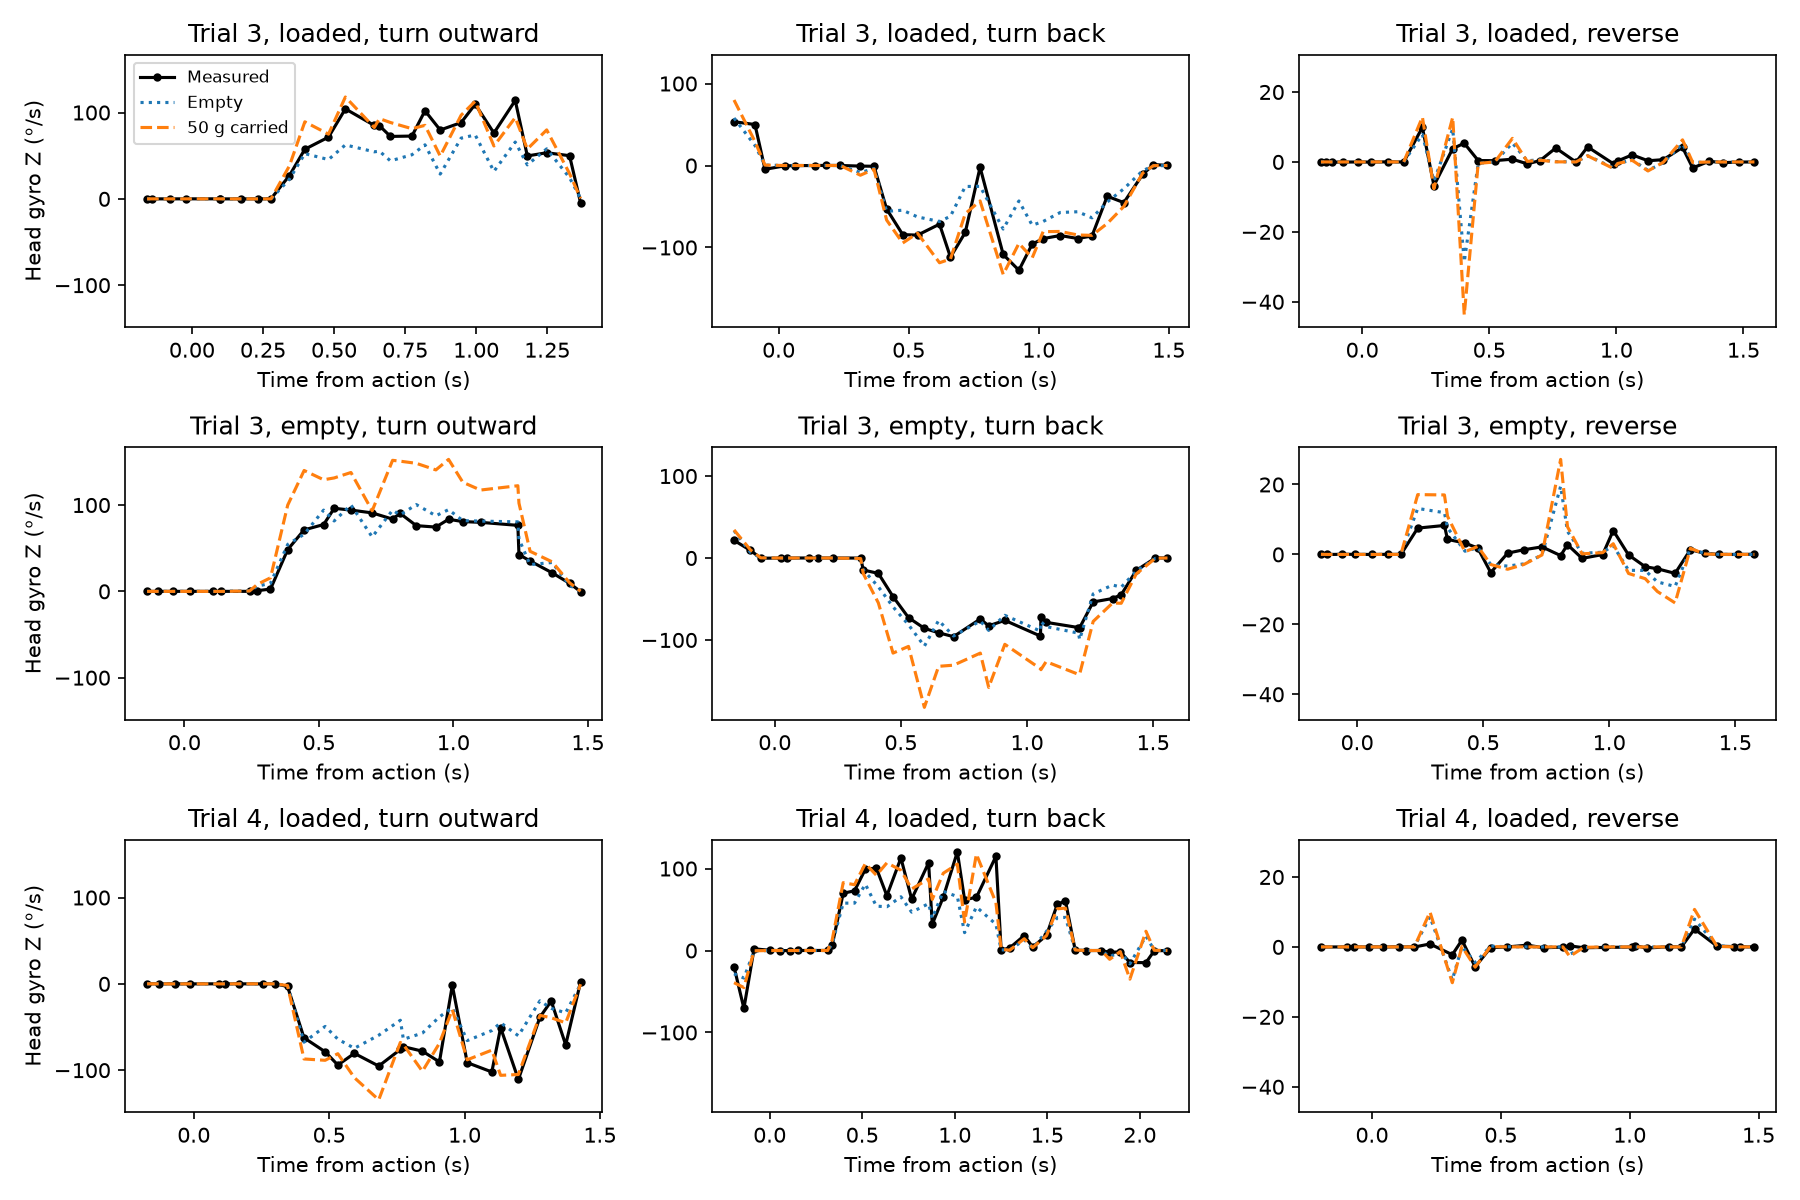 Trial 3, loaded, turn outward
Trial 3, loaded, turn back
Trial 3, loaded, reverse
Measured
Empty
50 g carried
Head gyro Z (°/s)
100
0
−100
0.00 0.25 0.50 0.75 1.00 1.25
Time from action (s)
100
0
−100
0.0 0.5 1.0 1.5
Time from action (s)
20
0
−20
−40
0.0 0.5 1.0 1.5
Time from action (s)
Trial 3, empty, turn outward
Trial 3, empty, turn back
Trial 3, empty, reverse
Head gyro Z (°/s)
100
0
−100
0.0 0.5 1.0 1.5
Time from action (s)
100
0
−100
0.0 0.5 1.0 1.5
Time from action (s)
20
0
−20
−40
0.0 0.5 1.0 1.5
Time from action (s)
Trial 4, loaded, turn outward
Trial 4, loaded, turn back
Trial 4, loaded, reverse
Head gyro Z (°/s)
100
0
−100
0.0 0.5 1.0 1.5
Time from action (s)
100
0
−100
0.0 0.5 1.0 1.5 2.0
Time from action (s)
20
0
−20
−40
0.0 0.5 1.0 1.5
Time from action (s)